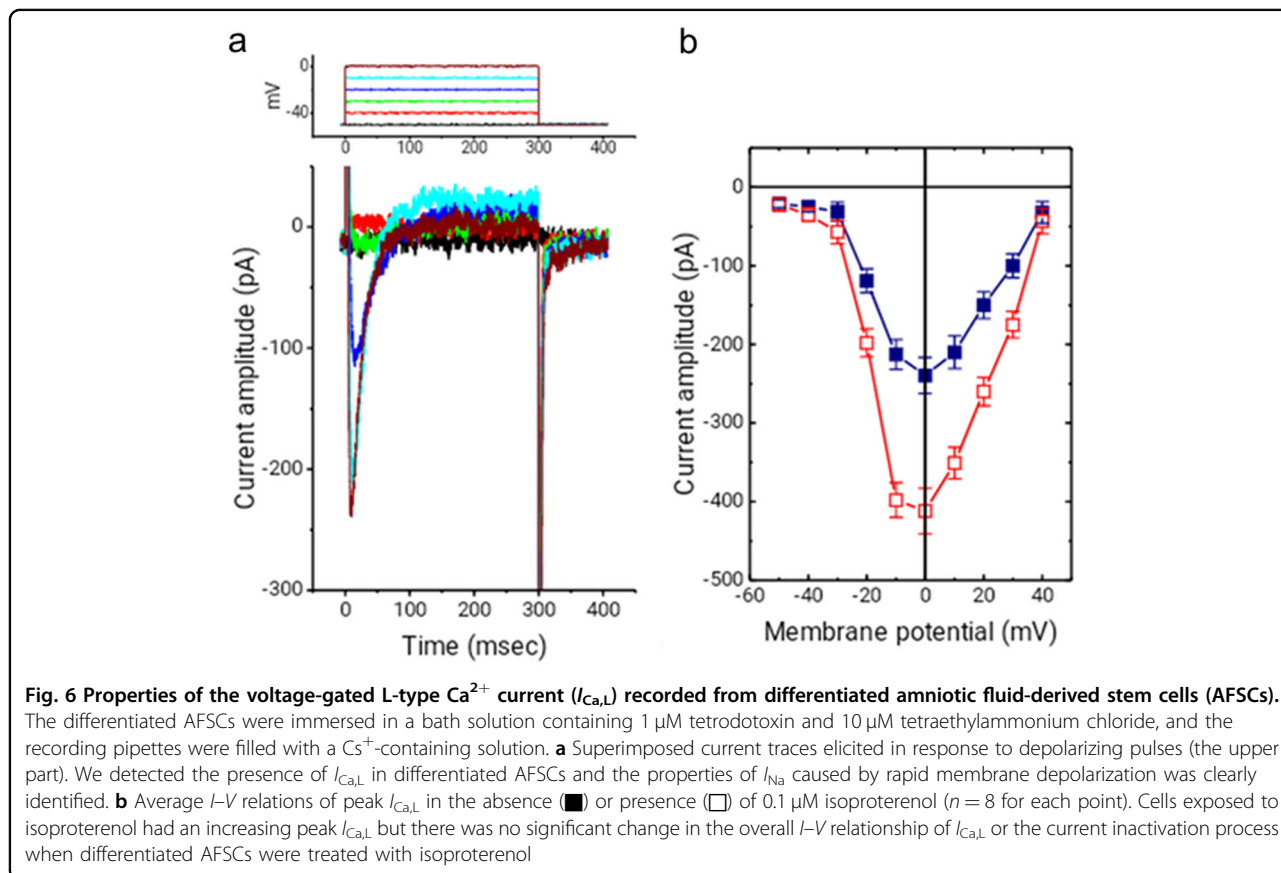 a
b
0
-40
mV
0 100 200 300 400
0
-100
-200
-300
Current amplitude (pA)
0 100 200 300 400
Time (msec)
0
-100
-200
-300
-400
-500
Current amplitude (pA)
-60 -40 -20 0 20 40
Membrane potential (mV)
Fig. 6 Properties of the voltage-gated L-type Ca2+ current (ICa,L) recorded from differentiated amniotic fluid-derived stem cells (AFSCs).
The differentiated AFSCs were immersed in a bath solution containing 1 μM tetrodotoxin and 10 μM tetraethylammonium chloride, and the
recording pipettes were filled with a Cs+-containing solution. a Superimposed current traces elicited in response to depolarizing pulses (the upper
part). We detected the presence of ICa,L in differentiated AFSCs and the properties of INa caused by rapid membrane depolarization was clearly
identified. b Average I–V relations of peak ICa,L in the absence (■) or presence (□) of 0.1 μM isoproterenol (n = 8 for each point). Cells exposed to
isoproterenol had an increasing peak ICa,L but there was no significant change in the overall I–V relationship of ICa,L or the current inactivation process
when differentiated AFSCs were treated with isoproterenol